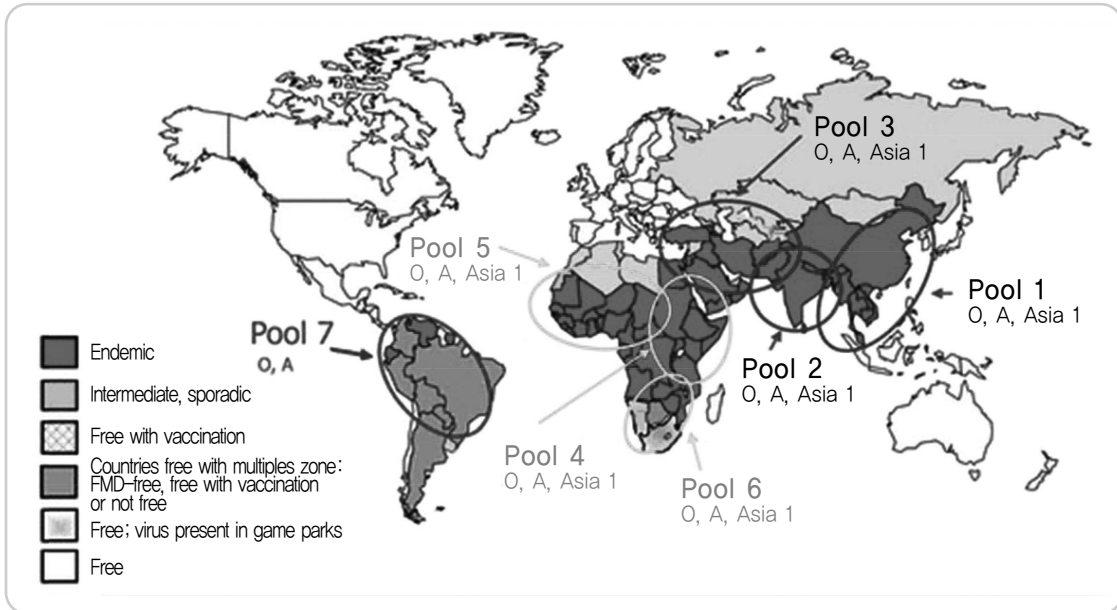 Pool 3
O, A, Asia 1
Pool 5
O, A, Asia 1
Pool 1
O, A, Asia 1
Pool 7
O, A
Pool 2
O, A, Asia 1
Pool 4
O, A, Asia 1
Pool 6
O, A, Asia 1
Endemic
Intermediate, sporadic
Free with vaccination
Countries free with multiples zone:
FMD-free, free with vaccination
or not free
Free; virus present in game parks
Free